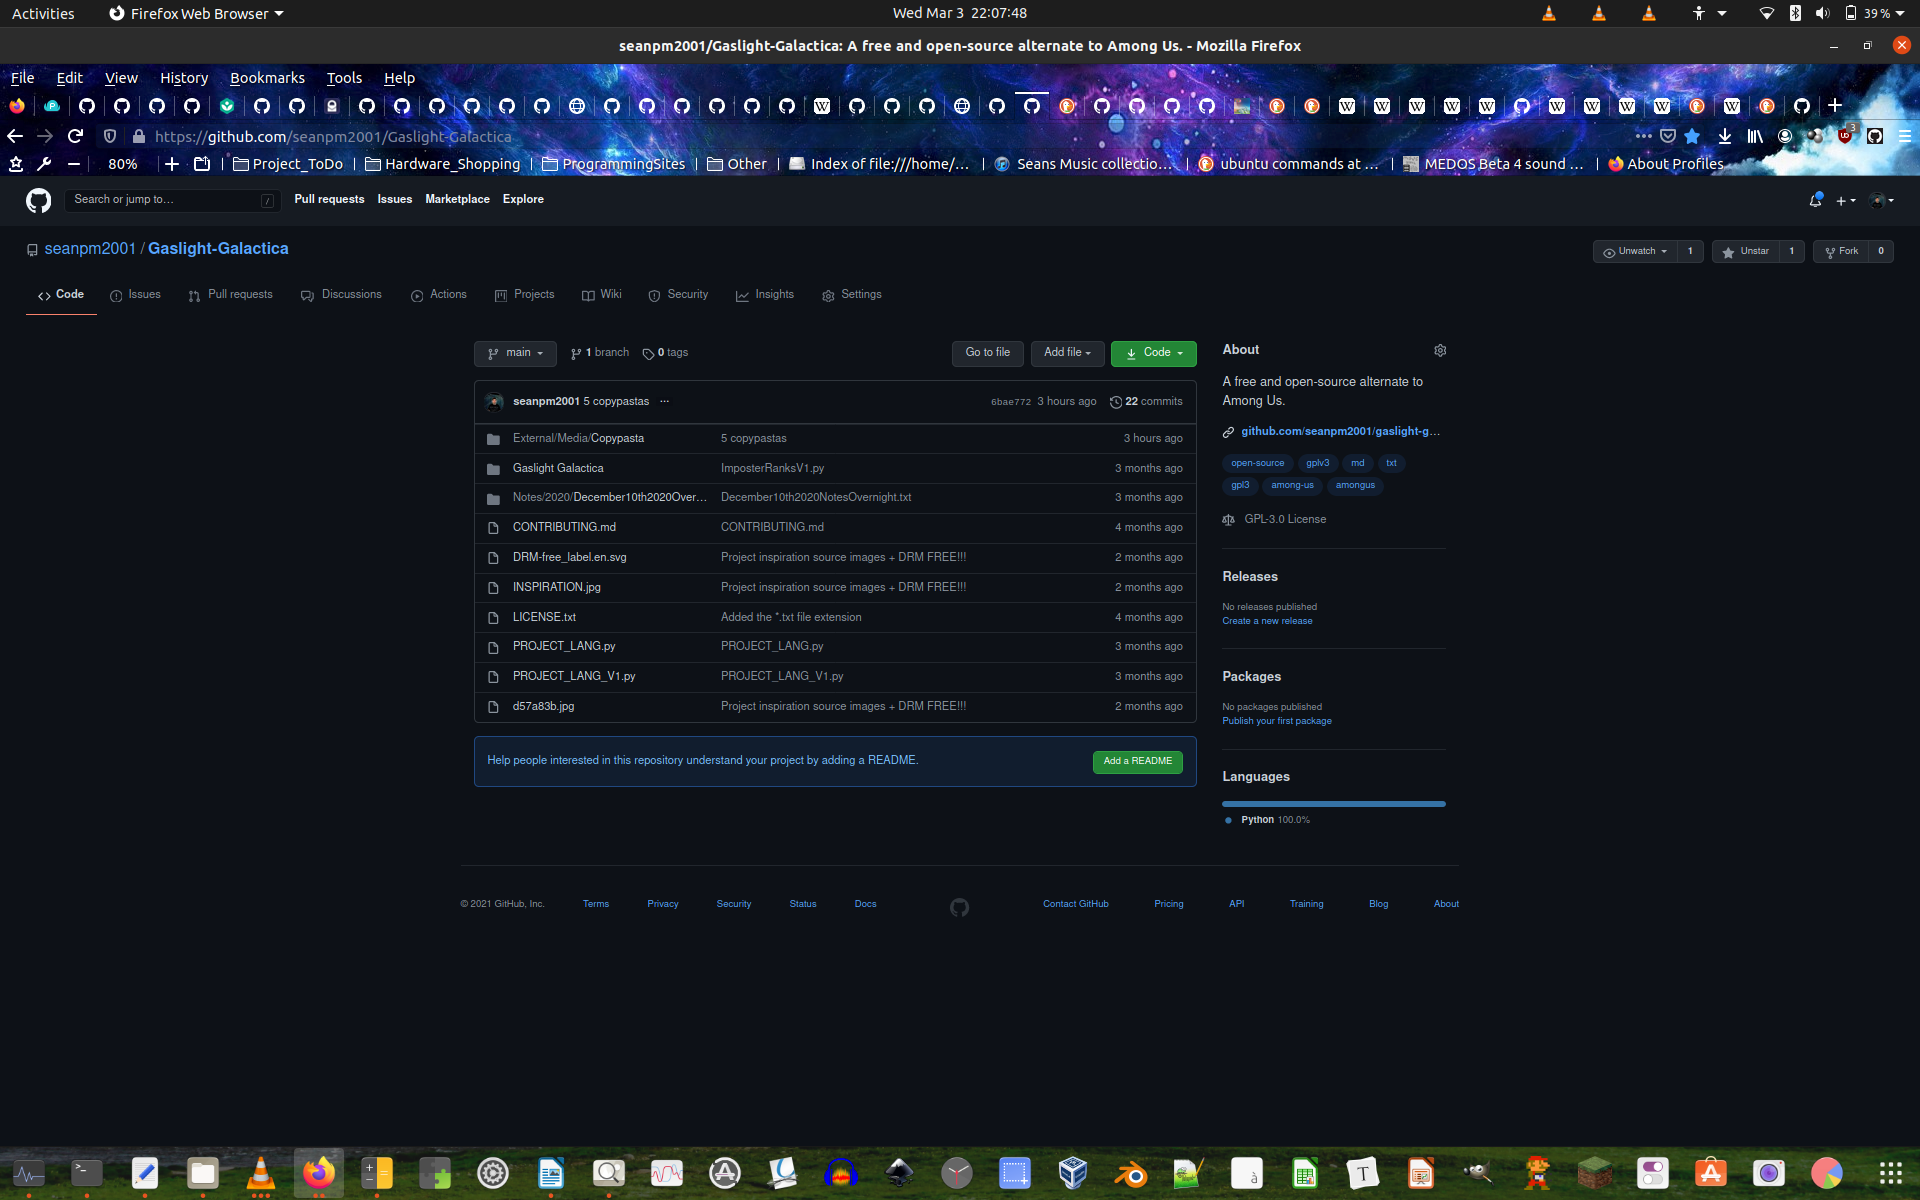 Activities Firefox Web Browser Wed Mar 3 22:07:48 39 %
seanpm2001/Gaslight-Galactica: A free and open-source alternate to Among Us. - Mozilla Firefox
File Edit View History Bookmarks Tools Help
https://github.com/seanpm2001/Gaslight-Galactica
80% Project_ToDo Hardware_Shopping ProgrammingSites Other Index of file:///home/… Seans Music collectio… ubuntu commands at … MEDOS Beta 4 sound … About Profiles
Search or jump to… / Pull requests Issues Marketplace Explore
seanpm2001 / Gaslight-Galactica Unwatch 1 Unstar 1 Fork 0
Code Issues Pull requests Discussions Actions Projects Wiki Security Insights Settings
main 1 branch 0 tags Go to file Add file Code
seanpm2001 5 copypastas ... 6bae772 3 hours ago 22 commits
External/Media/Copypasta 5 copypastas 3 hours ago
Gaslight Galactica ImposterRanksV1.py 3 months ago
Notes/2020/December10th2020Over... December10th2020NotesOvernight.txt 3 months ago
CONTRIBUTING.md CONTRIBUTING.md 4 months ago
DRM-free_label.en.svg Project inspiration source images + DRM FREE!!! 2 months ago
INSPIRATION.jpg Project inspiration source images + DRM FREE!!! 2 months ago
LICENSE.txt Added the *.txt file extension 4 months ago
PROJECT_LANG.py PROJECT_LANG.py 3 months ago
PROJECT_LANG_V1.py PROJECT_LANG_V1.py 3 months ago
d57a83b.jpg Project inspiration source images + DRM FREE!!! 2 months ago
Help people interested in this repository understand your project by adding a README. Add a README
About
A free and open-source alternate to
Among Us.
github.com/seanpm2001/gaslight-g...
open-source gplv3 md txt
gpl3 among-us amongus
GPL-3.0 License
Releases
No releases published
Create a new release
Packages
No packages published
Publish your first package
Languages
Python 100.0%
© 2021 GitHub, Inc. Terms Privacy Security Status Docs Contact GitHub Pricing API Training Blog About